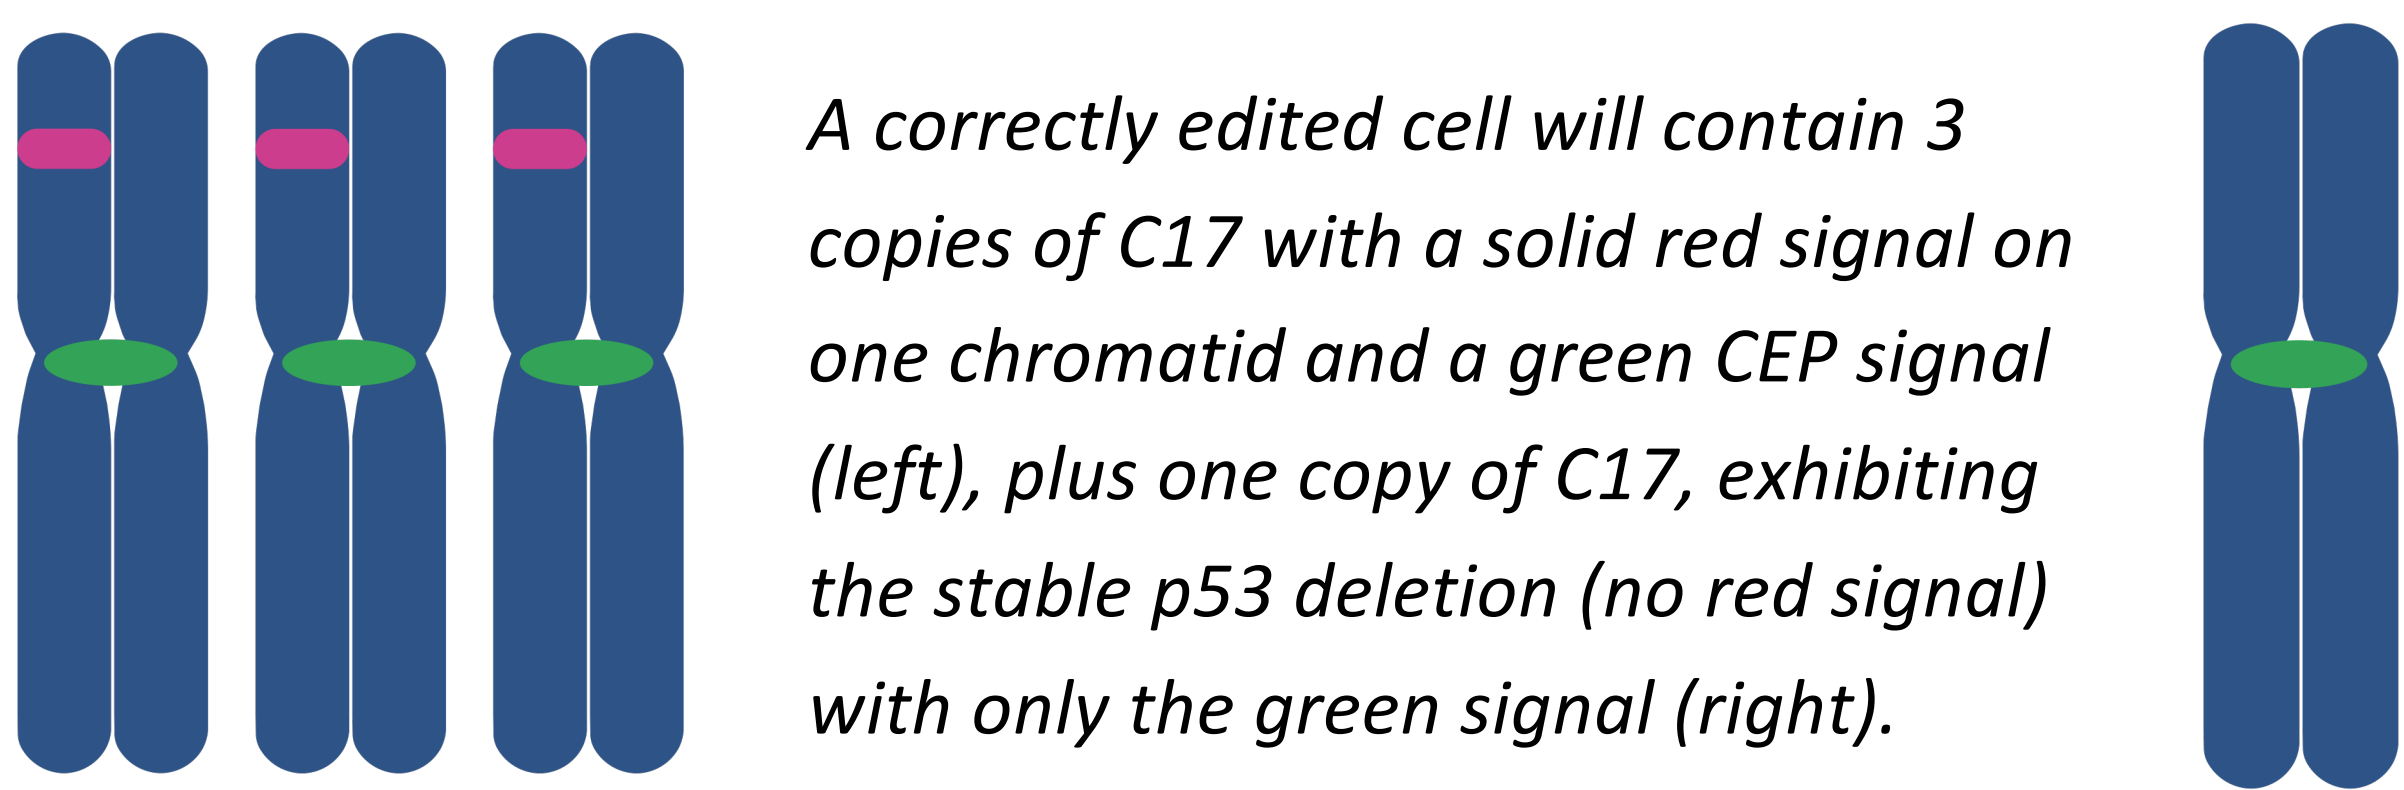 A correctly edited cell will contain 3
copies of C17 with a solid red signal on
one chromatid and a green CEP signal
(left), plus one copy of C17, exhibiting
the stable p53 deletion (no red signal)
with only the green signal (right).